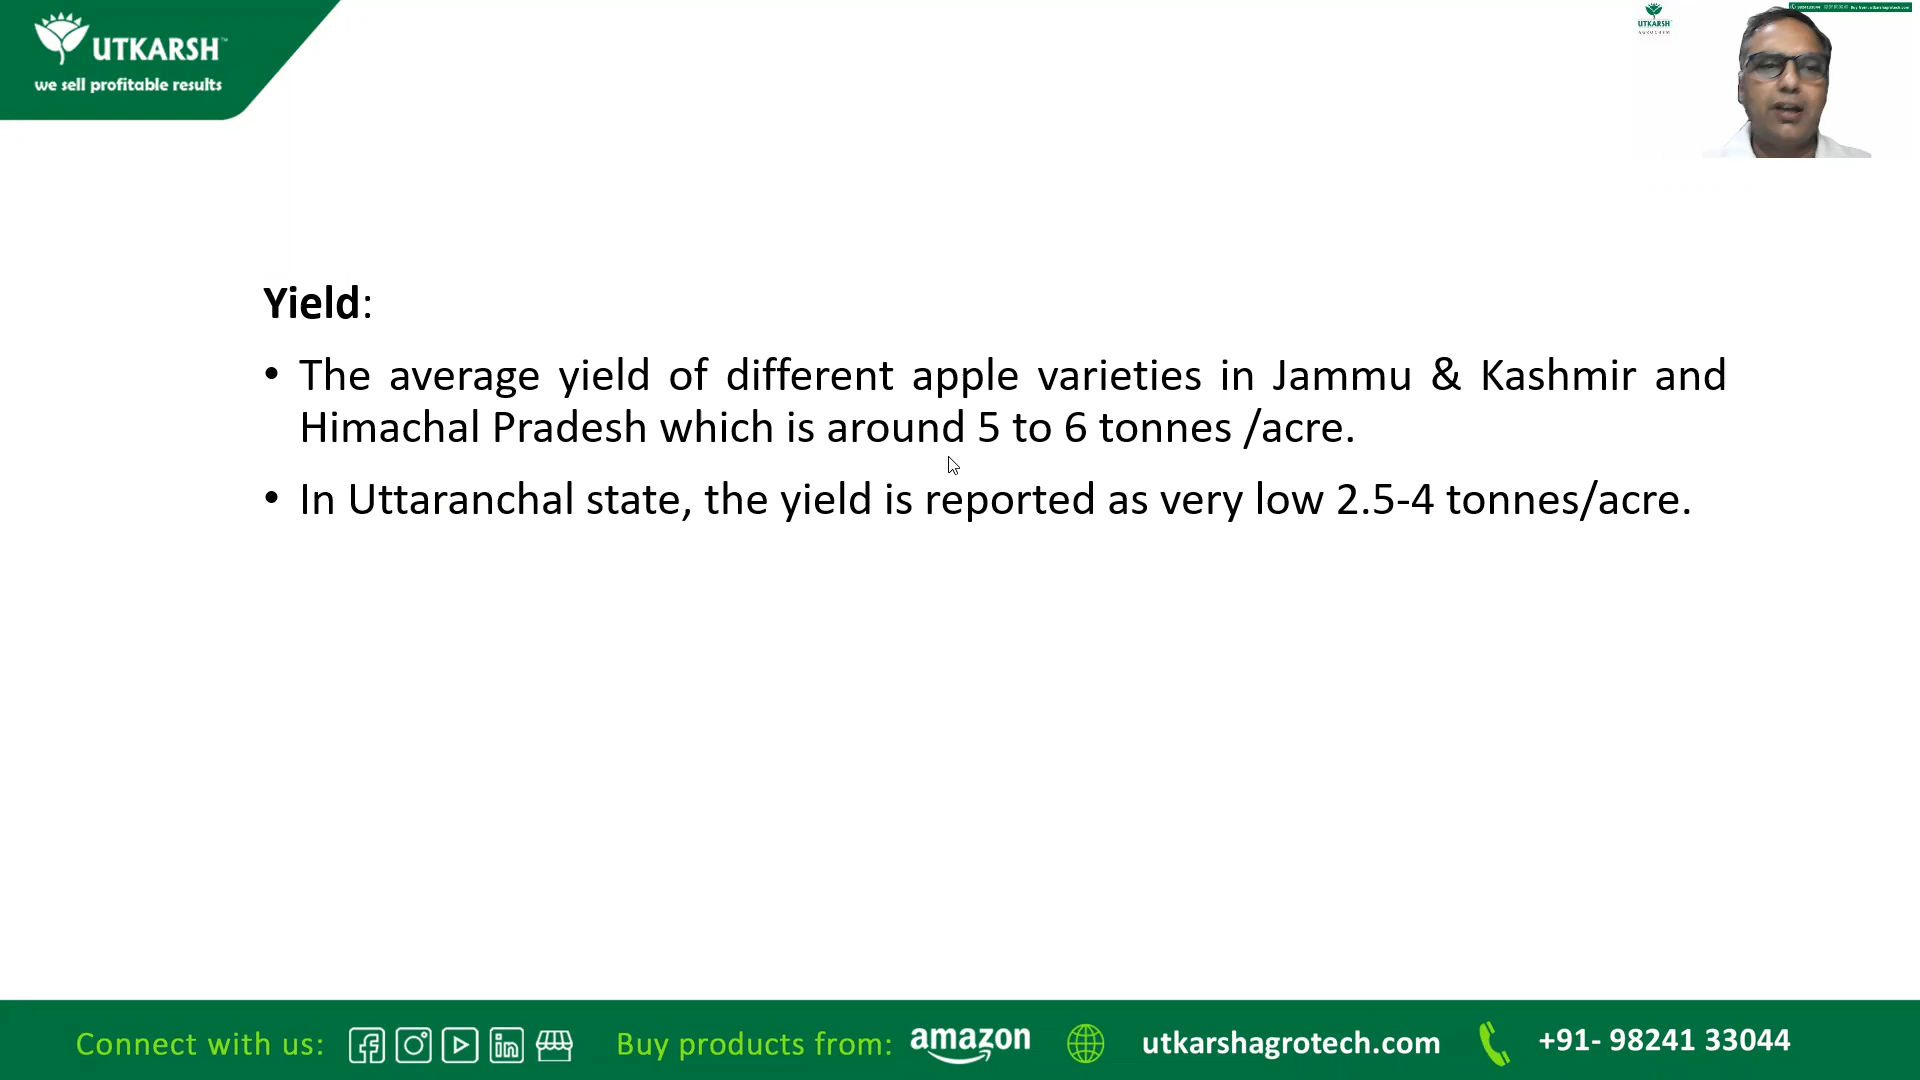 UTKARSH™
we sell profitable results
UTKARSH
AGROCHEM
Yield:
• The average yield of different apple varieties in Jammu & Kashmir and
Himachal Pradesh which is around 5 to 6 tonnes /acre.
• In Uttaranchal state, the yield is reported as very low 2.5-4 tonnes/acre.
Connect with us: Buy products from: amazon utkarshagrotech.com +91- 98241 33044